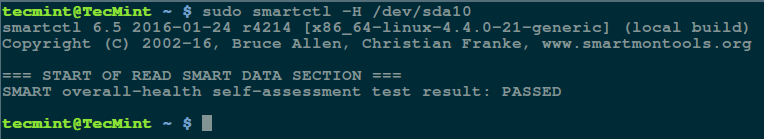 tecmint@TecMint ~ $ sudo smartctl -H /dev/sda10
smartctl 6.5 2016-01-24 r4214 [x86_64-linux-4.4.0-21-generic] (local build)
Copyright (C) 2002-16, Bruce Allen, Christian Franke, www.smartmontools.org
=== START OF READ SMART DATA SECTION ===
SMART overall-health self-assessment test result: PASSED
tecmint@TecMint ~ $